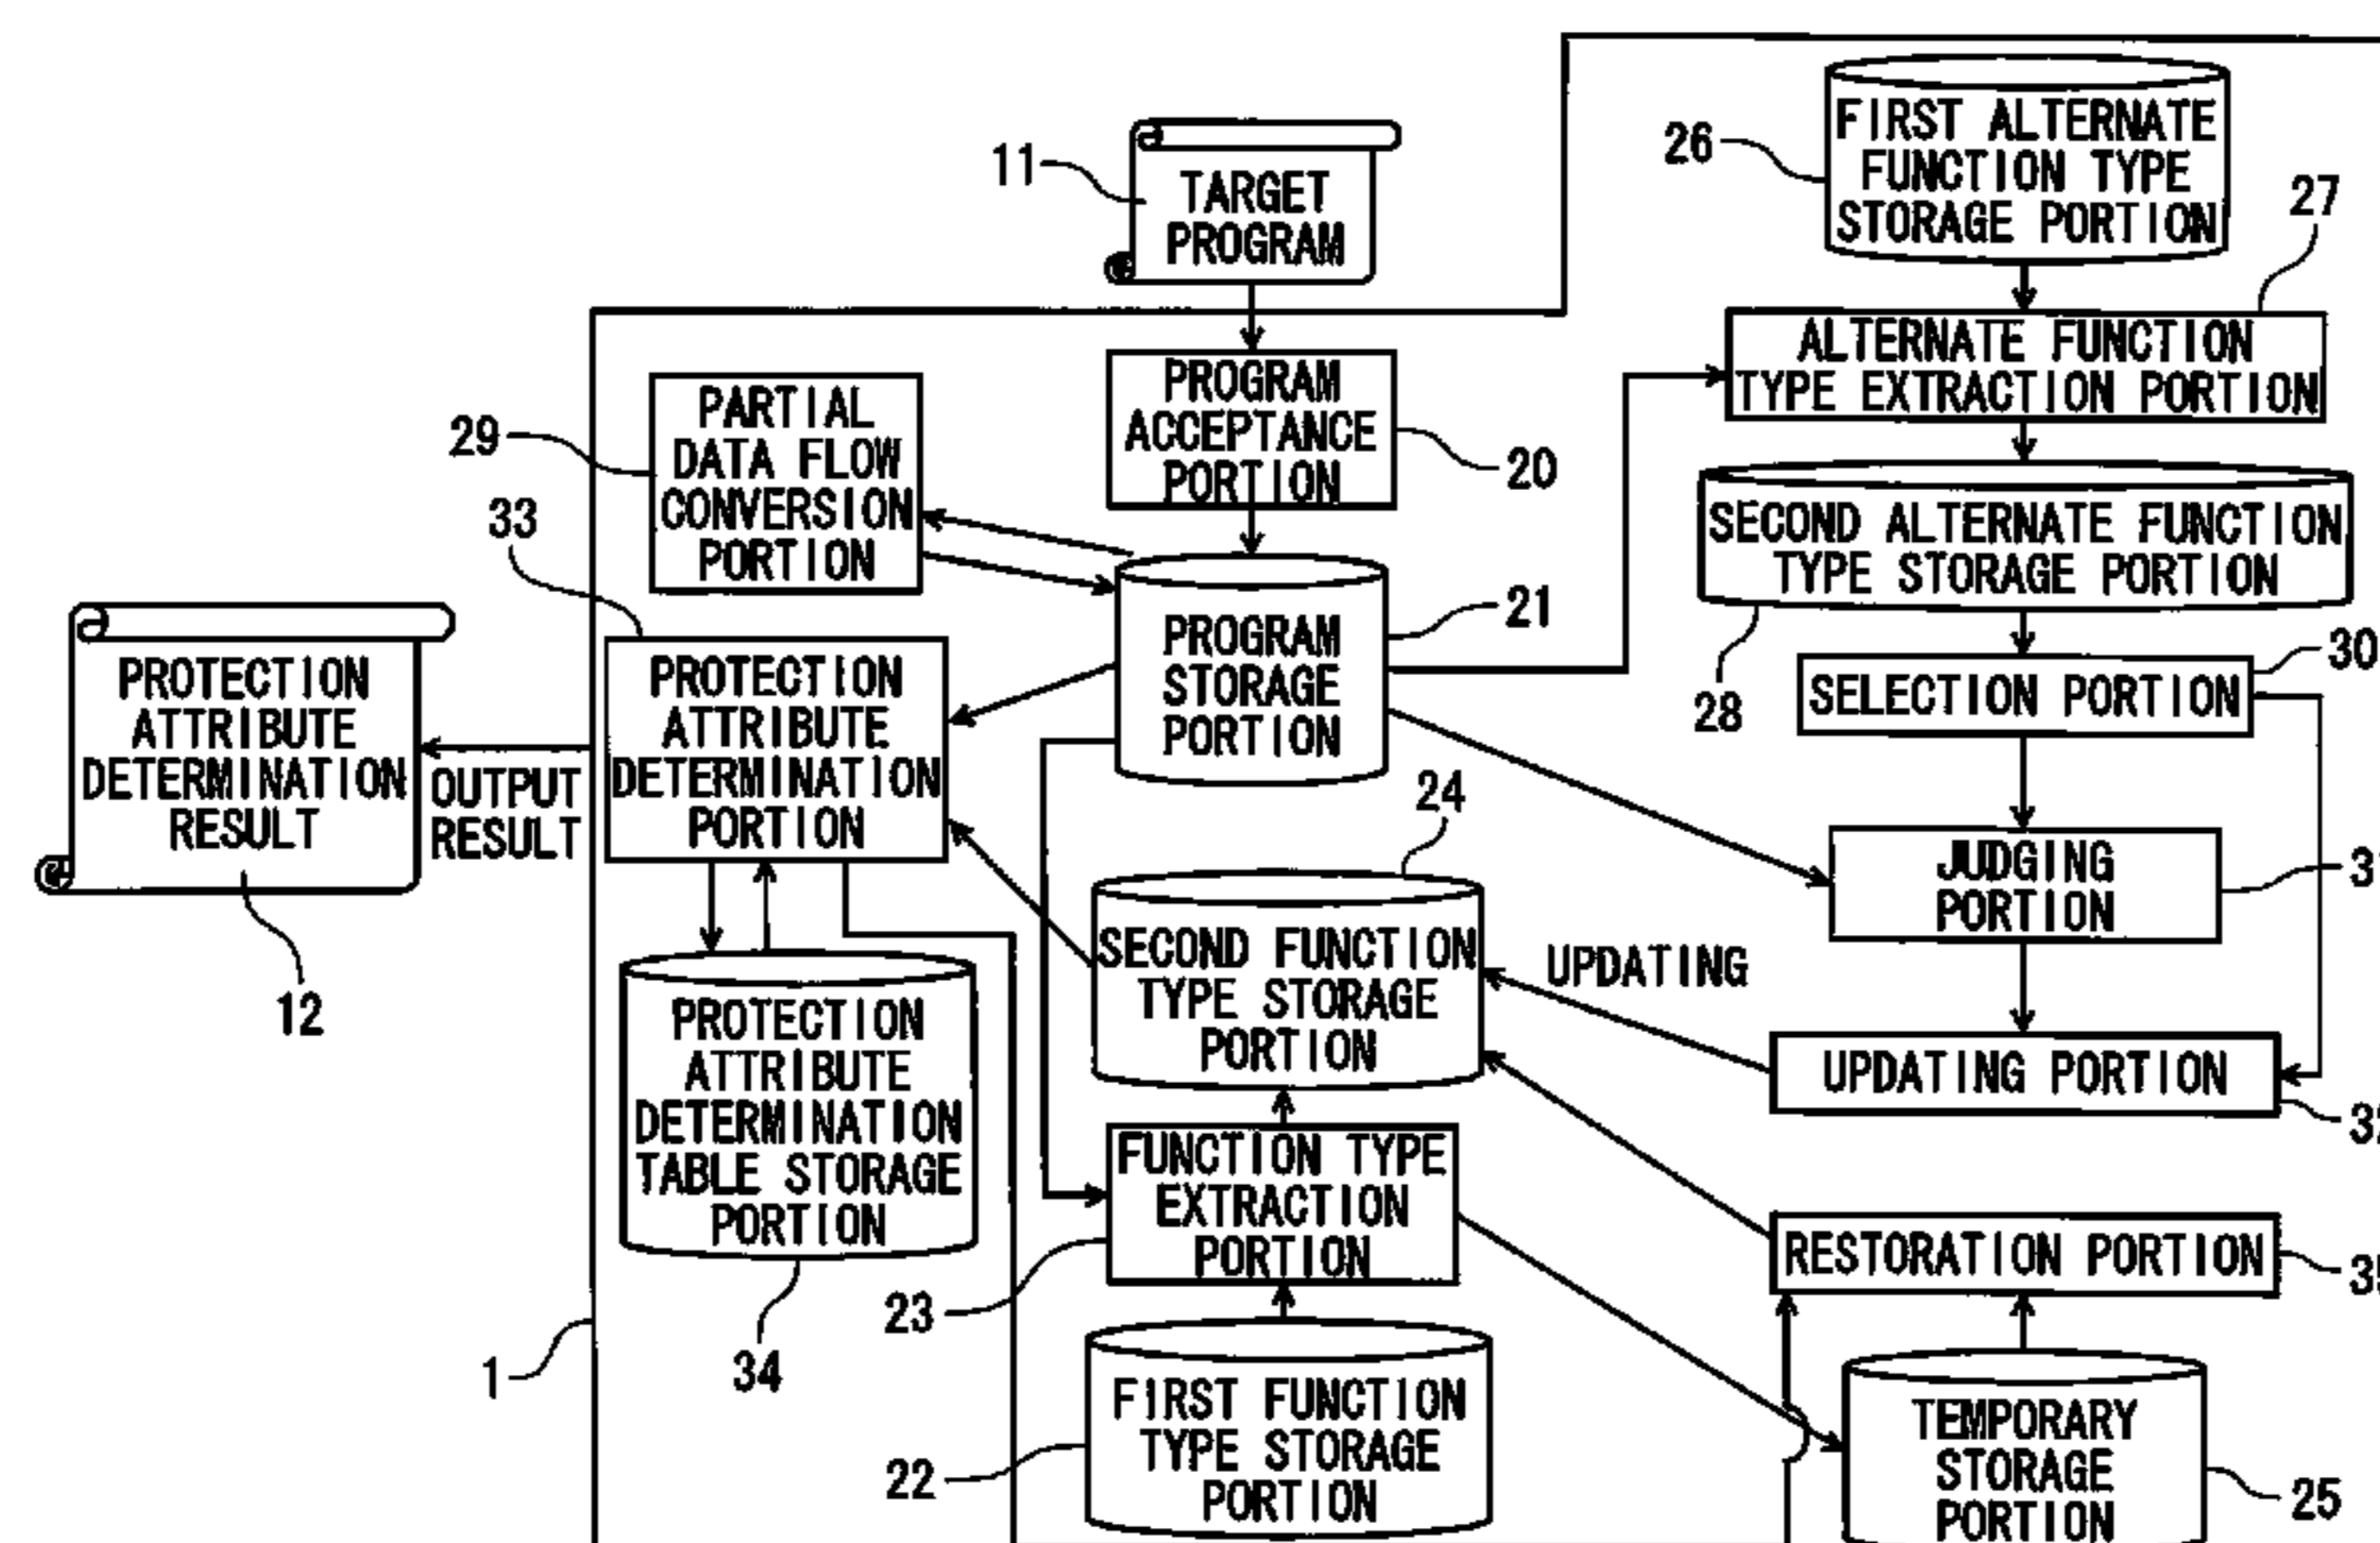 11
TARGET
PROGRAM
26
FIRST ALTERNATE
FUNCTION TYPE
STORAGE PORTION
27
ALTERNATE FUNCTION
TYPE EXTRACTION PORTION
PROGRAM
ACCEPTANCE
PORTION
20
29
PARTIAL
DATA FLOW
CONVERSION
PORTION
SECOND ALTERNATE FUNCTION
TYPE STORAGE PORTION
28
33
PROGRAM
STORAGE
PORTION
21
30
SELECTION PORTION
PROTECTION
ATTRIBUTE
DETERMINATION
RESULT
12
OUTPUT
RESULT
PROTECTION
ATTRIBUTE
DETERMINATION
PORTION
24
JUDGING
PORTION
SECOND FUNCTION
TYPE STORAGE
PORTION
UPDATING
UPDATING PORTION
PROTECTION
ATTRIBUTE
DETERMINATION
TABLE STORAGE
PORTION
34
FUNCTION TYPE
EXTRACTION
PORTION
23
RESTORATION PORTION
1
FIRST FUNCTION
TYPE STORAGE
PORTION
22
TEMPORARY
STORAGE
PORTION
25